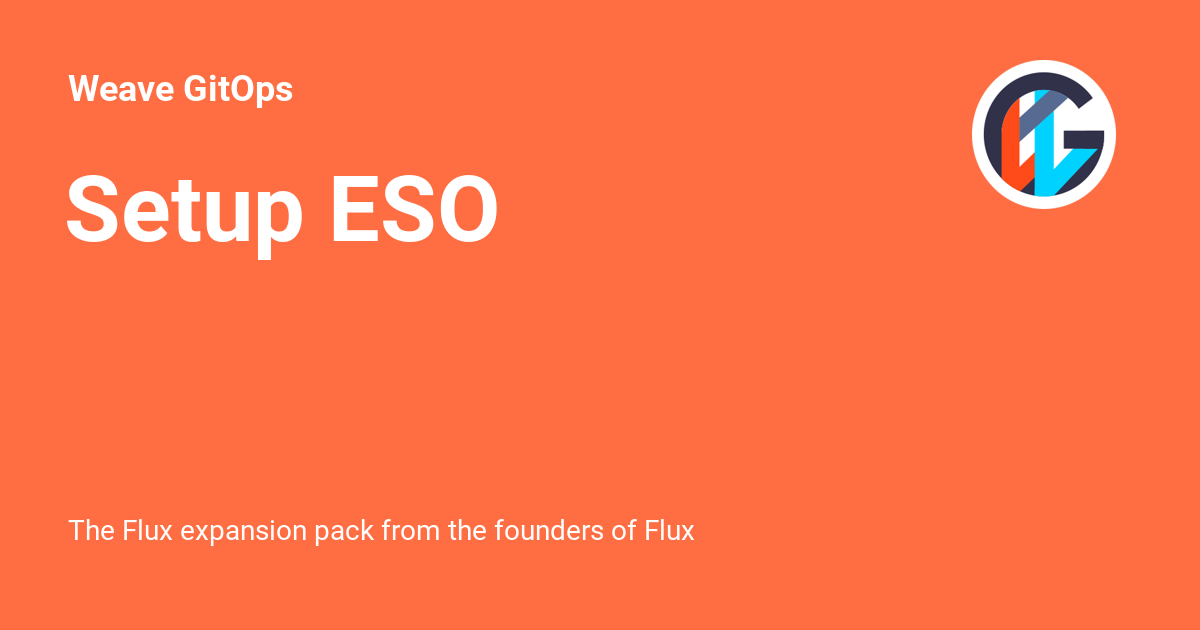 Weave GitOps
Setup ESO
The Flux expansion pack from the founders of Flux